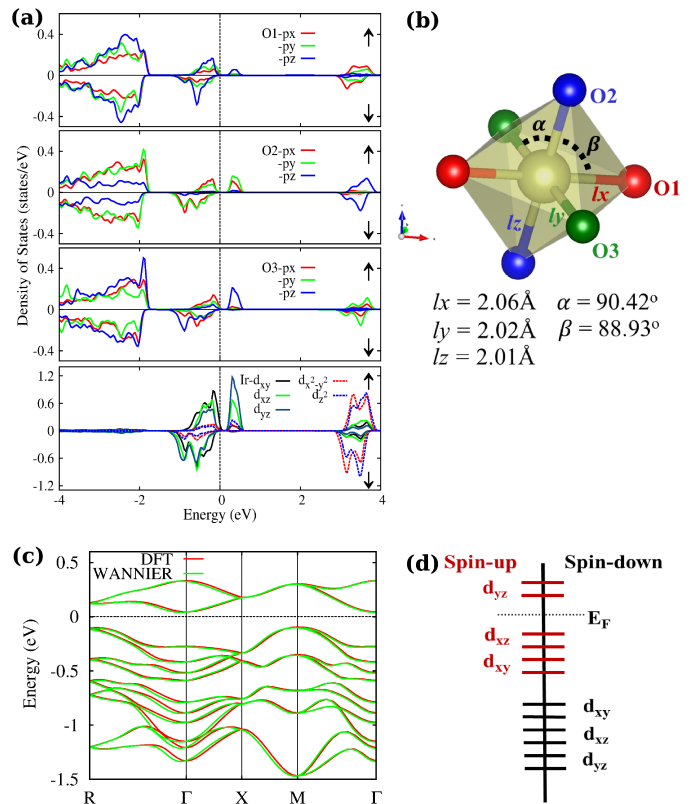 (a)
Density of States (states/eV)
0.4
0
-0.4
O1-px
-py
-pz
0.4
0
-0.4
O2-px
-py
-pz
0.4
0
-0.4
O3-px
-py
-pz
1.2
0.6
0
-0.6
-1.2
Ir-dxy
dxz
dyz
dx²-y²
dz²
-4 -2 0 2 4
Energy (eV)
(b)
O2
α
β
O1
lx
ly
lz
O3
lx = 2.06Å α = 90.42º
ly = 2.02Å β = 88.93º
lz = 2.01Å
(c)
Energy (eV)
0.5
0
-0.5
-1
-1.5
DFT
WANNIER
R Γ X M Γ
(d)
Spin-up Spin-down
dyz
EF
dxz
dxy
dxy
dxz
dyz